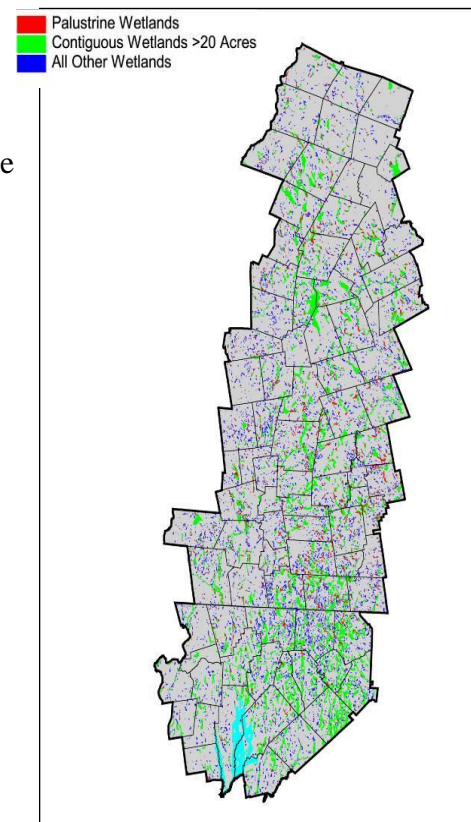 Palustrine Wetlands
Contiguous Wetlands >20 Acres
All Other Wetlands
e